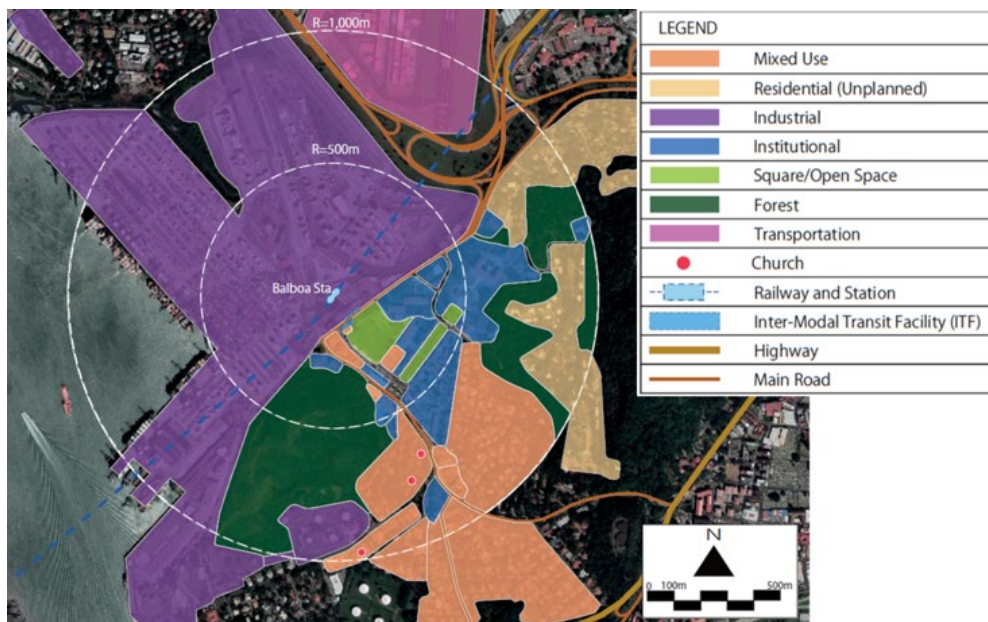 R=1,000m
R=500m
Balboa Sta.
LEGEND
Mixed Use
Residential (Unplanned)
Industrial
Institutional
Square/Open Space
Forest
Transportation
Church
Railway and Station
Inter-Modal Transit Facility (ITF)
Highway
Main Road
N
0 100m 500m